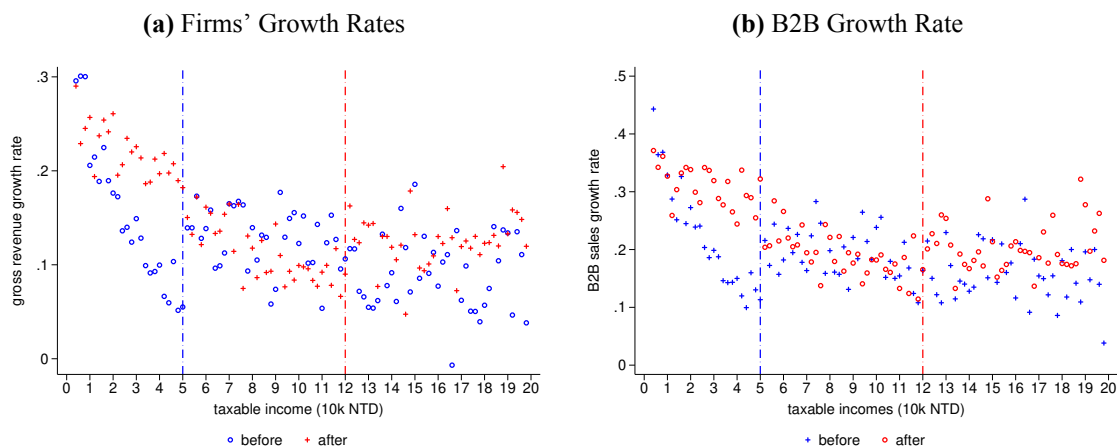 (a) Firms' Growth Rates
gross revenue growth rate
.3
.2
.1
0
0 1 2 3 4 5 6 7 8 9 10 11 12 13 14 15 16 17 18 19 20
taxable income (10k NTD)
before after
(b) B2B Growth Rate
B2B sales growth rate
.5
.4
.3
.2
.1
0
0 1 2 3 4 5 6 7 8 9 10 11 12 13 14 15 16 17 18 19 20
taxable incomes (10k NTD)
before after